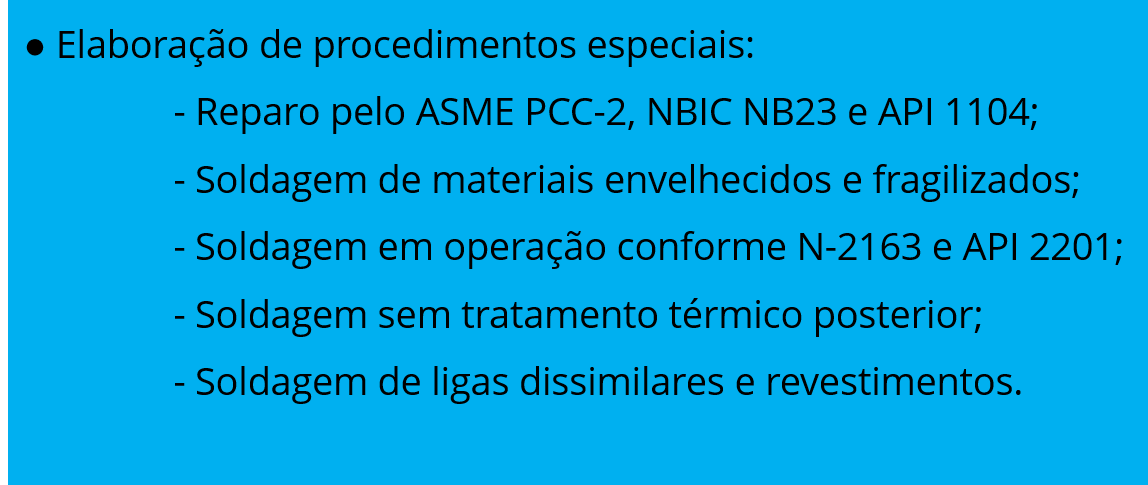 ● Elaboração de procedimentos especiais:
- Reparo pelo ASME PCC-2, NBIC NB23 e API 1104;
- Soldagem de materiais envelhecidos e fragilizados;
- Soldagem em operação conforme N-2163 e API 2201;
- Soldagem sem tratamento térmico posterior;
- Soldagem de ligas dissimilares e revestimentos.